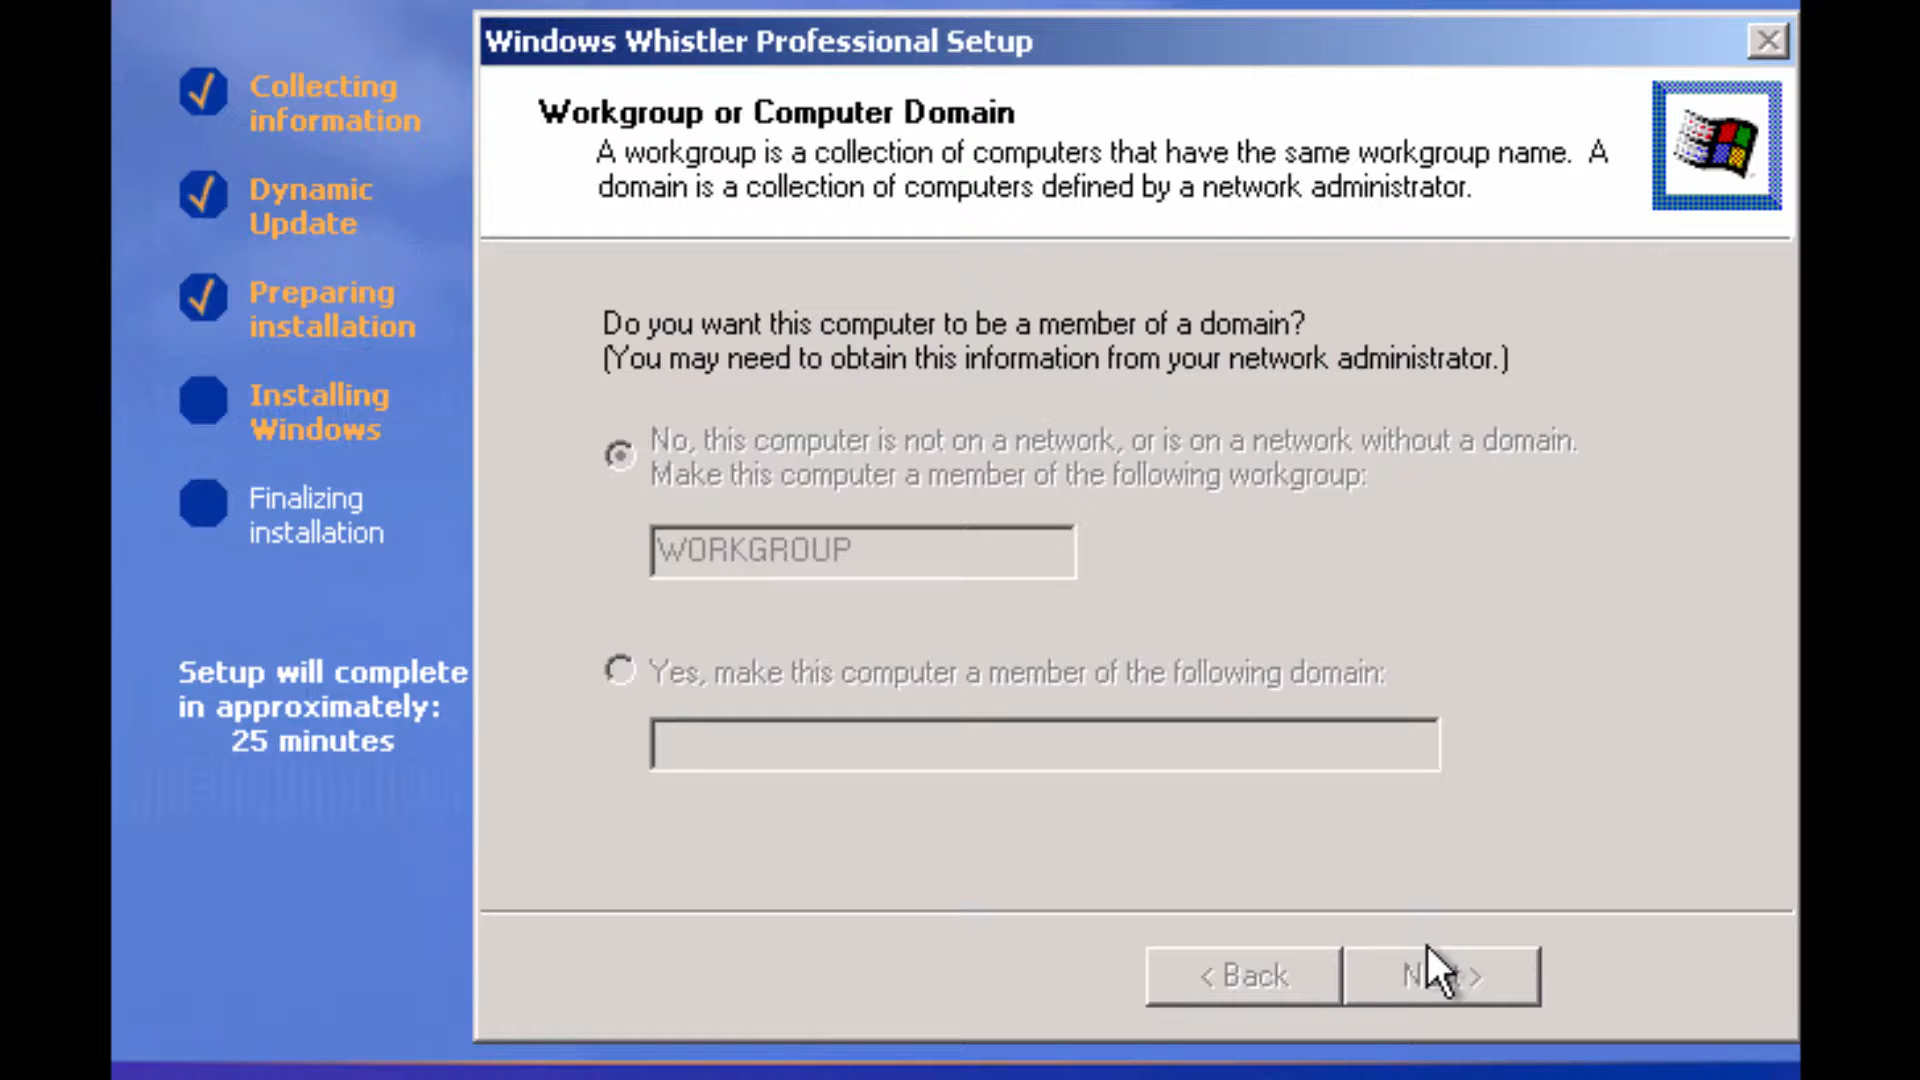 Collecting
information
Dynamic
Update
Preparing
installation
Installing
Windows
Finalizing
installation
Setup will complete
in approximately:
25 minutes
Windows Whistler Professional Setup
Workgroup or Computer Domain
A workgroup is a collection of computers that have the same workgroup name.  A
domain is a collection of computers defined by a network administrator.
Do you want this computer to be a member of a domain?
(You may need to obtain this information from your network administrator.)
No, this computer is not on a network, or is on a network without a domain.
Make this computer a member of the following workgroup:
WORKGROUP
Yes, make this computer a member of the following domain:
< Back